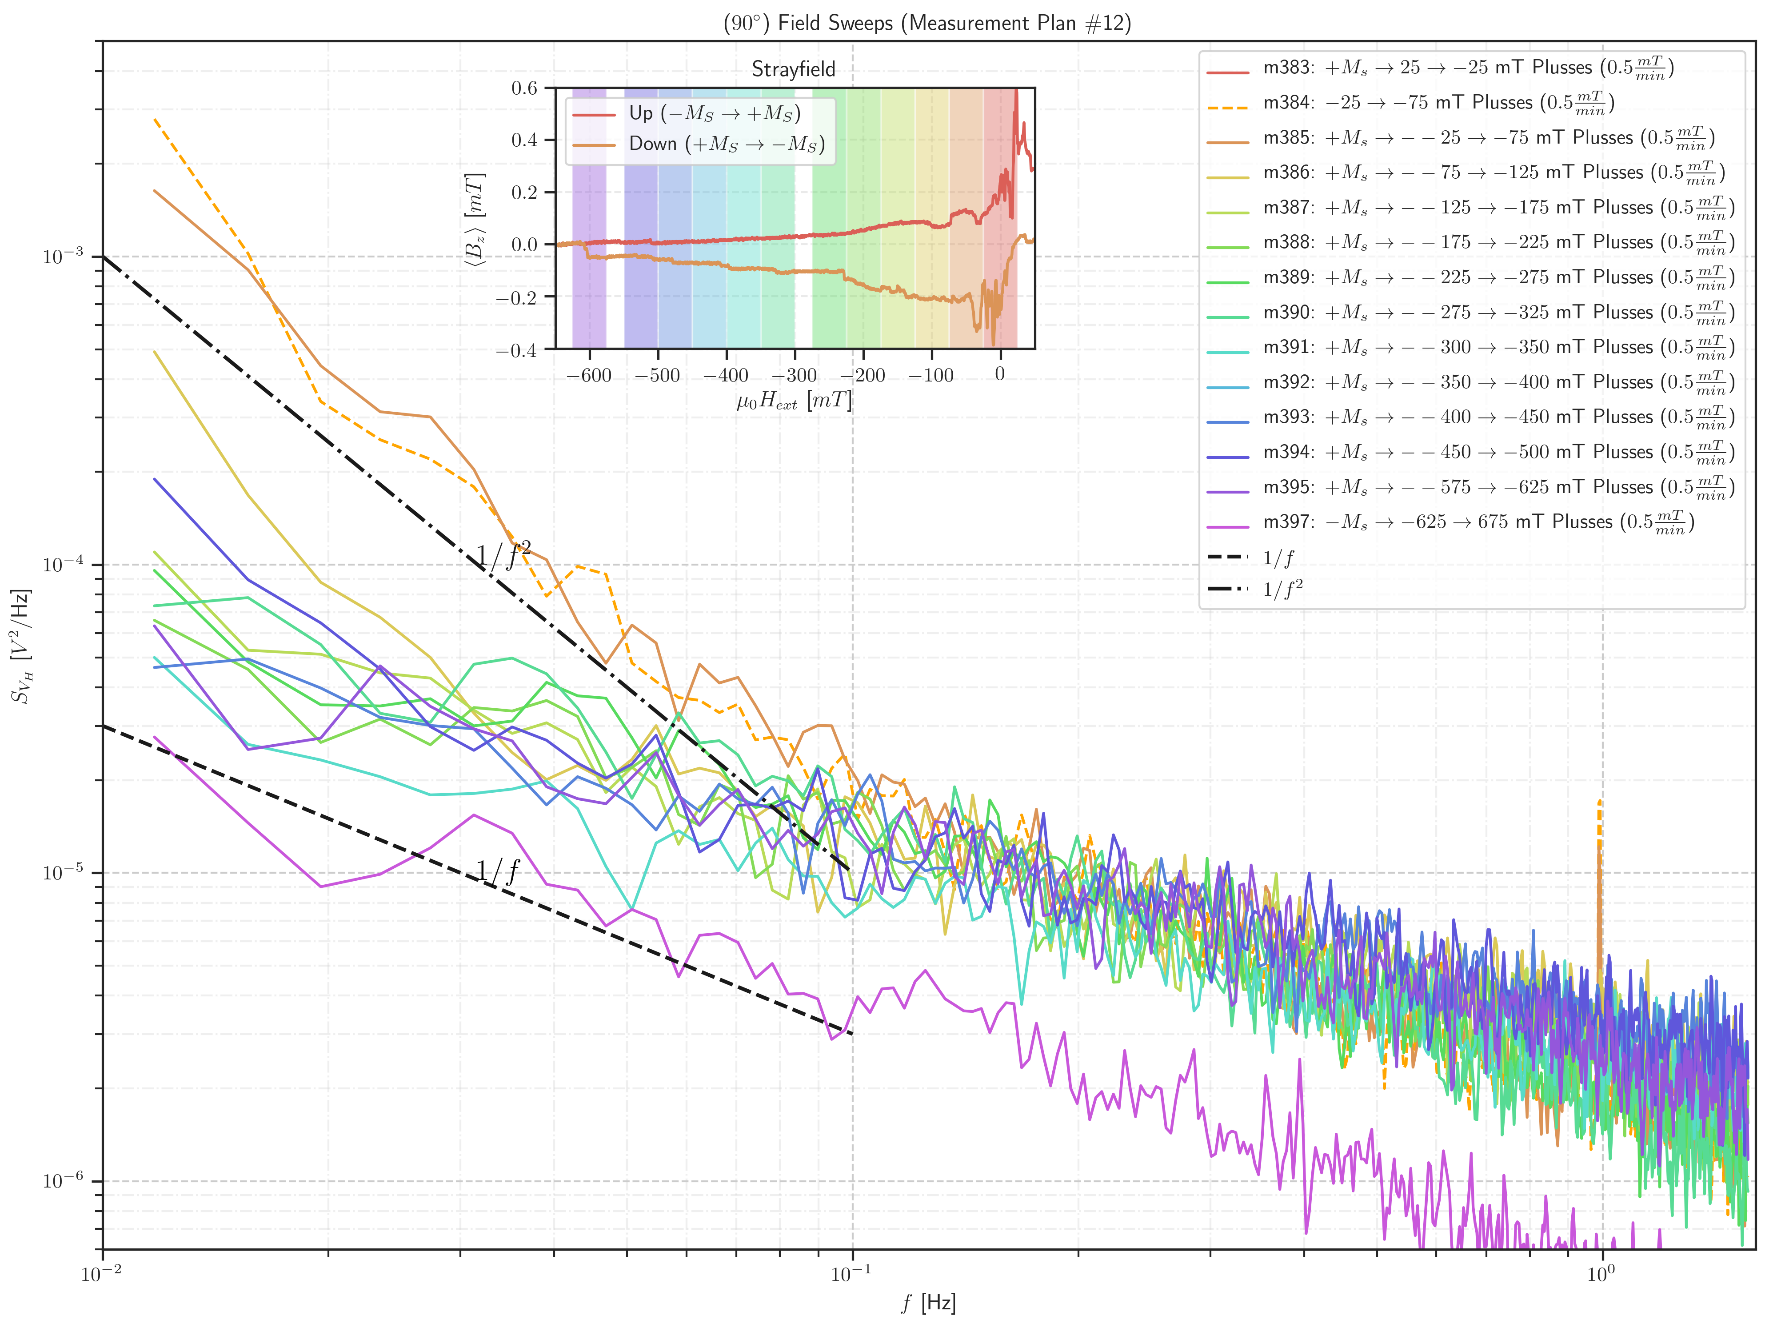 (90°) Field Sweeps (Measurement Plan #12)
Strayfield
Up (−M_S → +M_S)
Down (+M_S → −M_S)
⟨B_z⟩ [mT]
0.6
0.4
0.2
0.0
−0.2
−0.4
−600 −500 −400 −300 −200 −100 0
μ_0H_{ext} [mT]
m383: +M_s → 25 → −25 mT Plusses (0.5 mT/min)
m384: −25 → −75 mT Plusses (0.5 mT/min)
m385: +M_s → − − 25 → −75 mT Plusses (0.5 mT/min)
m386: +M_s → − − 75 → −125 mT Plusses (0.5 mT/min)
m387: +M_s → − − 125 → −175 mT Plusses (0.5 mT/min)
m388: +M_s → − − 175 → −225 mT Plusses (0.5 mT/min)
m389: +M_s → − − 225 → −275 mT Plusses (0.5 mT/min)
m390: +M_s → − − 275 → −325 mT Plusses (0.5 mT/min)
m391: +M_s → − − 300 → −350 mT Plusses (0.5 mT/min)
m392: +M_s → − − 350 → −400 mT Plusses (0.5 mT/min)
m393: +M_s → − − 400 → −450 mT Plusses (0.5 mT/min)
m394: +M_s → − − 450 → −500 mT Plusses (0.5 mT/min)
m395: +M_s → − − 575 → −625 mT Plusses (0.5 mT/min)
m397: −M_s → −625 → 675 mT Plusses (0.5 mT/min)
1/f
1/f²
1/f²
1/f
S_{V_H} [V²/Hz]
10⁻³
10⁻⁴
10⁻⁵
10⁻⁶
10⁻² 10⁻¹ 10⁰
f [Hz]